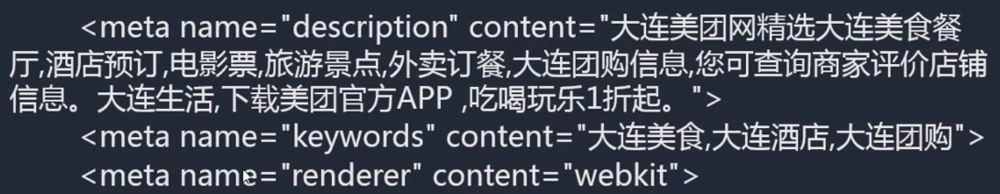 <meta name="description" content="大连美团网精选大连美食餐
厅,酒店预订,电影票,旅游景点,外卖订餐,大连团购信息,您可查询商家评价店铺
信息。大连生活,下载美团官方APP ,吃喝玩乐1折起。">
<meta name="keywords" content="大连美食,大连酒店,大连团购">
<meta name="renderer" content="webkit">